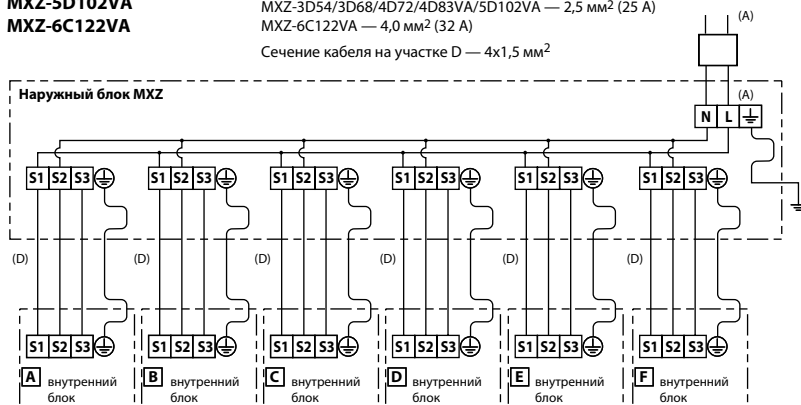 MXZ-5D102VA
MXZ-6C122VA
MXZ-3D54/3D68/4D72/4D83VA/5D102VA — 2,5 мм² (25 А)
MXZ-6C122VA — 4,0 мм² (32 А)
Сечение кабеля на участке D — 4x1,5 мм²
(A)
Наружный блок MXZ
(A)
N L
S1 S2 S3 S1 S2 S3 S1 S2 S3 S1 S2 S3 S1 S2 S3 S1 S2 S3
(D) (D) (D) (D) (D) (D)
S1 S2 S3 S1 S2 S3 S1 S2 S3 S1 S2 S3 S1 S2 S3 S1 S2 S3
A внутренний B внутренний C внутренний D внутренний E внутренний F внутренний
блок блок блок блок блок блок